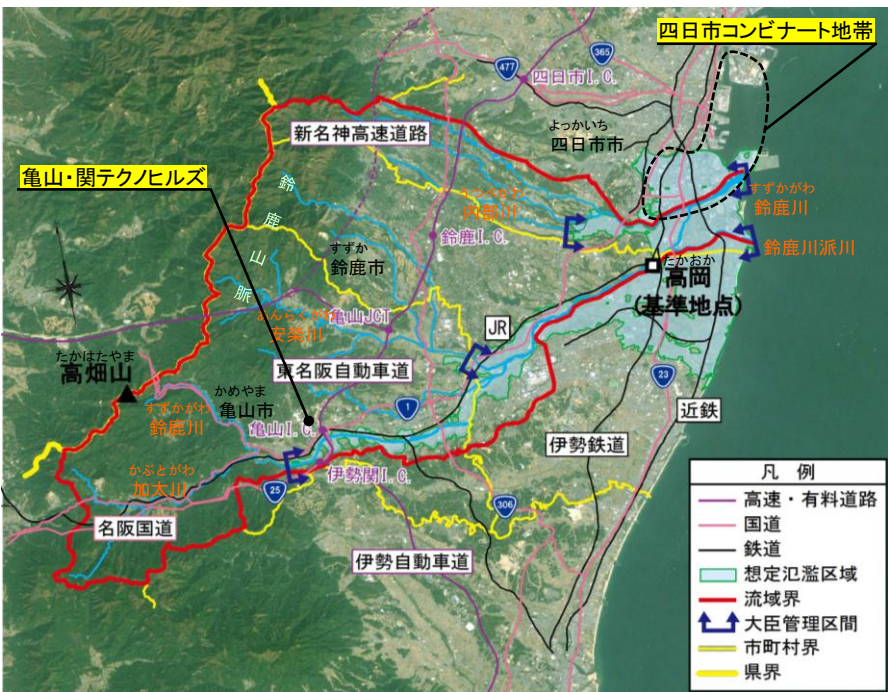 四日市コンビナート地帯
365
477
四日市I.C.
よっかいち
四日市市
新名神高速道路
亀山・関テクノヒルズ
うつべがわ
内部川
すずかがわ
鈴鹿川
鈴鹿川派川
鈴鹿山脈
すずか
鈴鹿市
鈴鹿I.C.
たかおか
高岡
(基準地点)
あんらくがわ
安楽川
亀山JCT
JR
東名阪自動車道
たかはたやま
高畑山
かめやま
亀山市
すずかがわ
鈴鹿川
亀山I.C.
1
23
近鉄
伊勢鉄道
かぶとがわ
加太川
伊勢関I.C.
25
306
名阪国道
伊勢自動車道
凡 例
高速・有料道路
国道
鉄道
想定氾濫区域
流域界
大臣管理区間
市町村界
県界